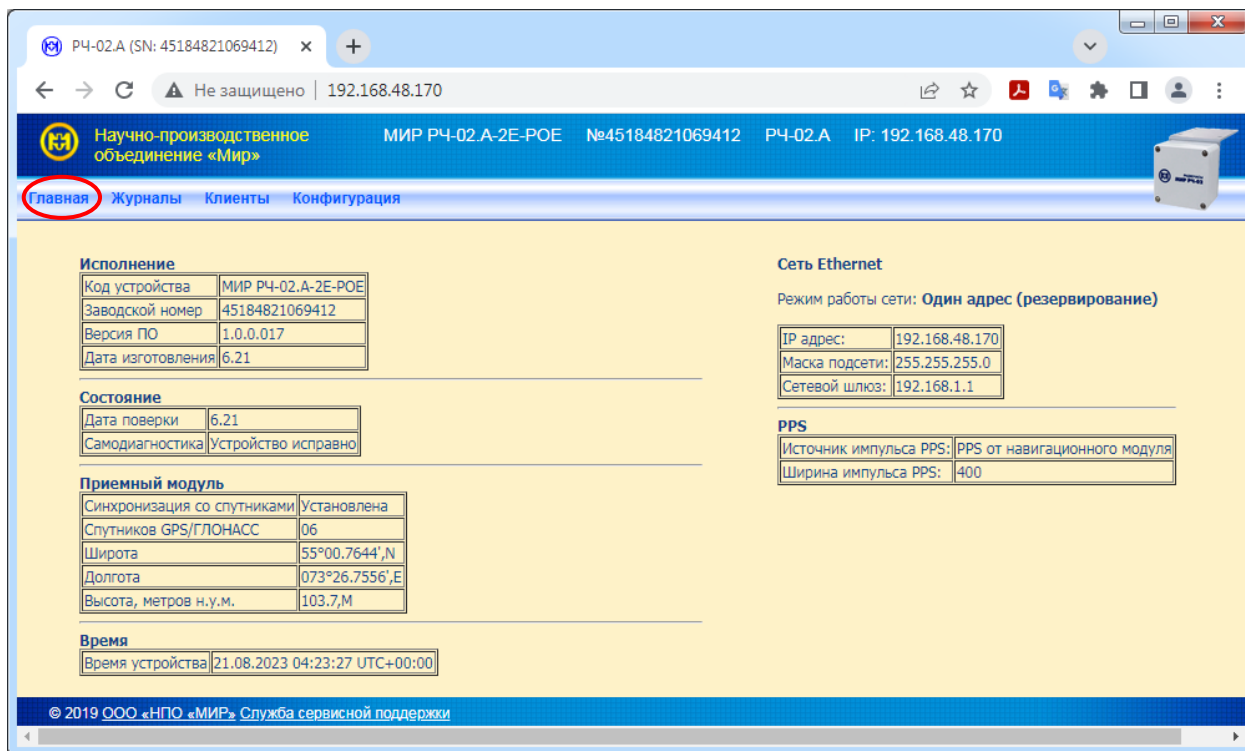 РЧ-02.A (SN: 45184821069412)
Не защищено | 192.168.48.170
Научно-производственное объединение «Мир»
МИР РЧ-02.A-2E-POE №45184821069412 РЧ-02.A IP: 192.168.48.170
Главная Журналы Клиенты Конфигурация
Исполнение
Код устройства МИР РЧ-02.A-2E-POE
Заводской номер 45184821069412
Версия ПО 1.0.0.017
Дата изготовления 6.21
Состояние
Дата поверки 6.21
Самодиагностика Устройство исправно
Приемный модуль
Синхронизация со спутниками Установлена
Спутников GPS/ГЛОНАСС 06
Широта 55°00.7644',N
Долгота 073°26.7556',E
Высота, метров н.у.м. 103.7,M
Время
Время устройства 21.08.2023 04:23:27 UTC+00:00
Сеть Ethernet
Режим работы сети: Один адрес (резервирование)
IP адрес: 192.168.48.170
Маска подсети: 255.255.255.0
Сетевой шлюз: 192.168.1.1
PPS
Источник импульса PPS: PPS от навигационного модуля
Ширина импульса PPS: 400
© 2019 ООО «НПО «МИР» Служба сервисной поддержки